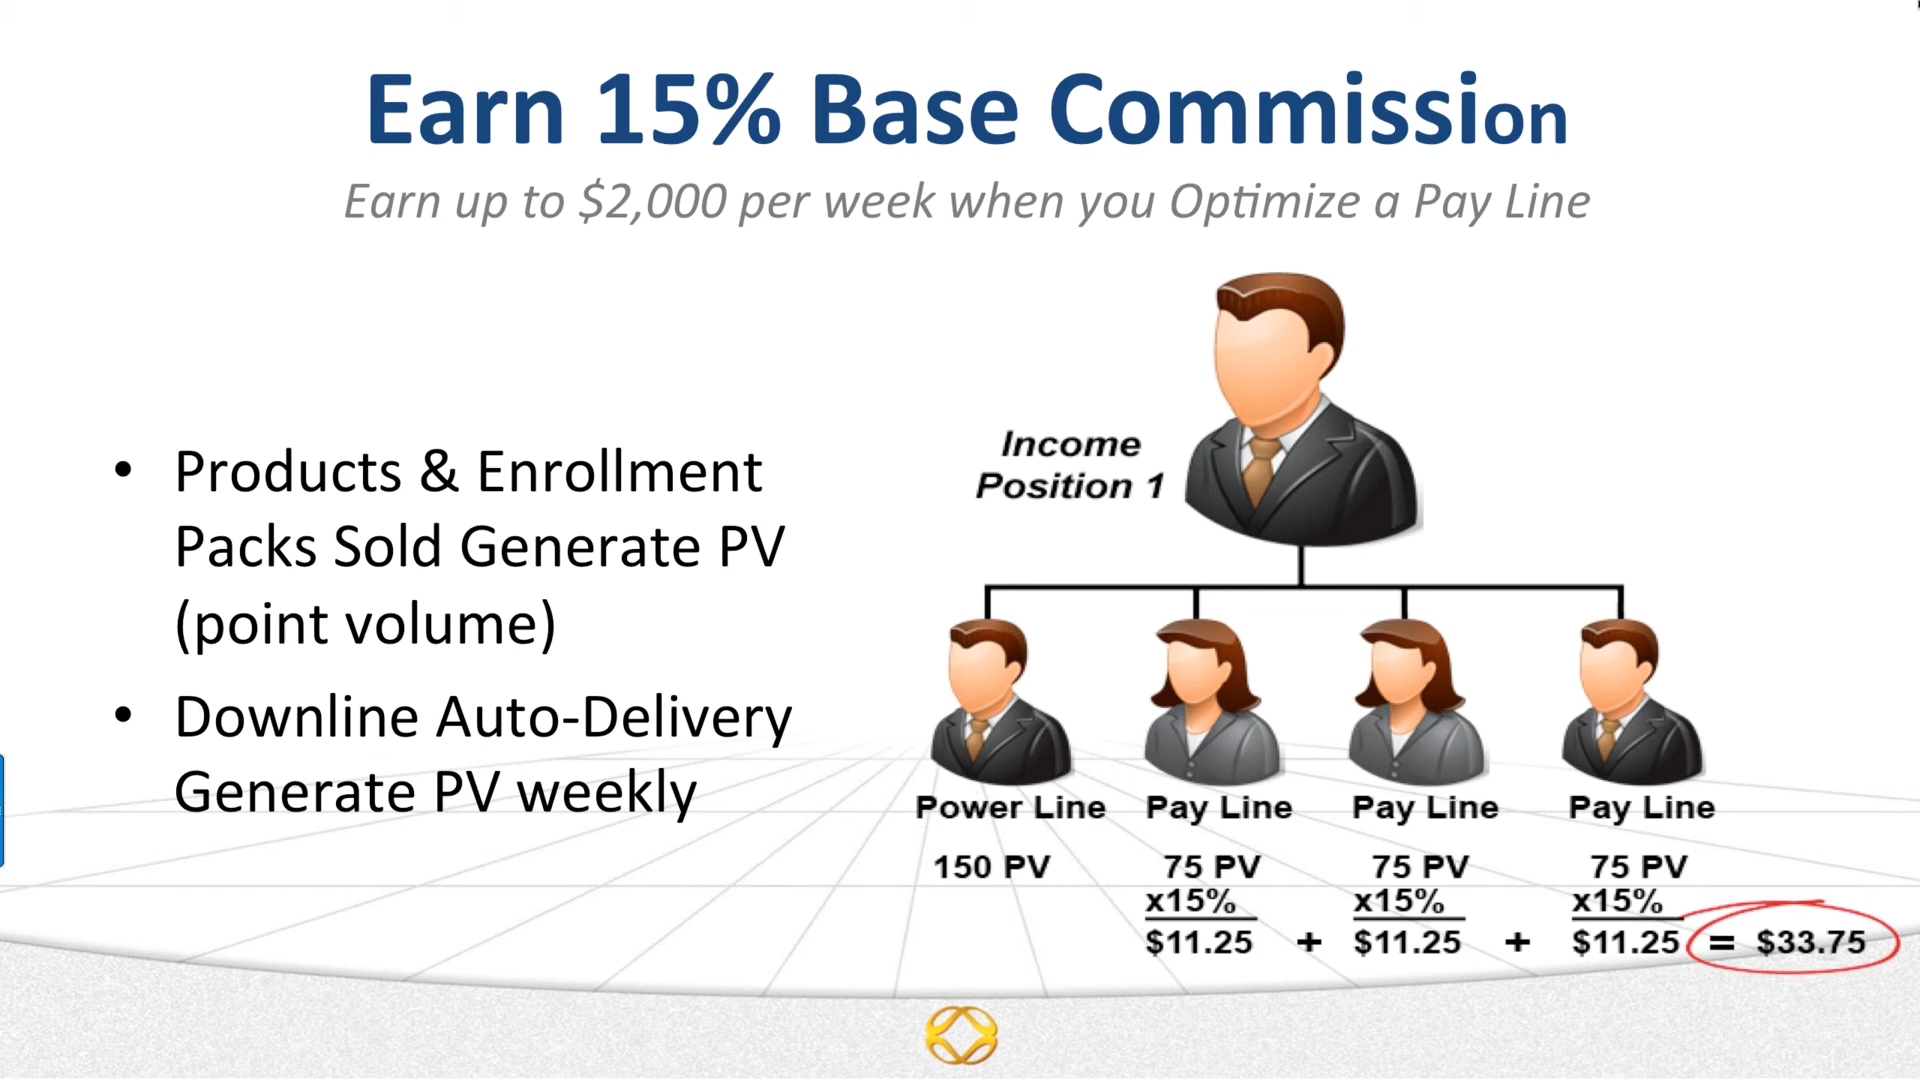 Earn 15% Base Commission
Earn up to $2,000 per week when you Optimize a Pay Line
• Products & Enrollment
Packs Sold Generate PV
(point volume)
• Downline Auto-Delivery
Generate PV weekly
Income
Position 1
Power Line Pay Line Pay Line Pay Line
150 PV 75 PV 75 PV 75 PV
x15% x15% x15%
$11.25 + $11.25 + $11.25 = $33.75